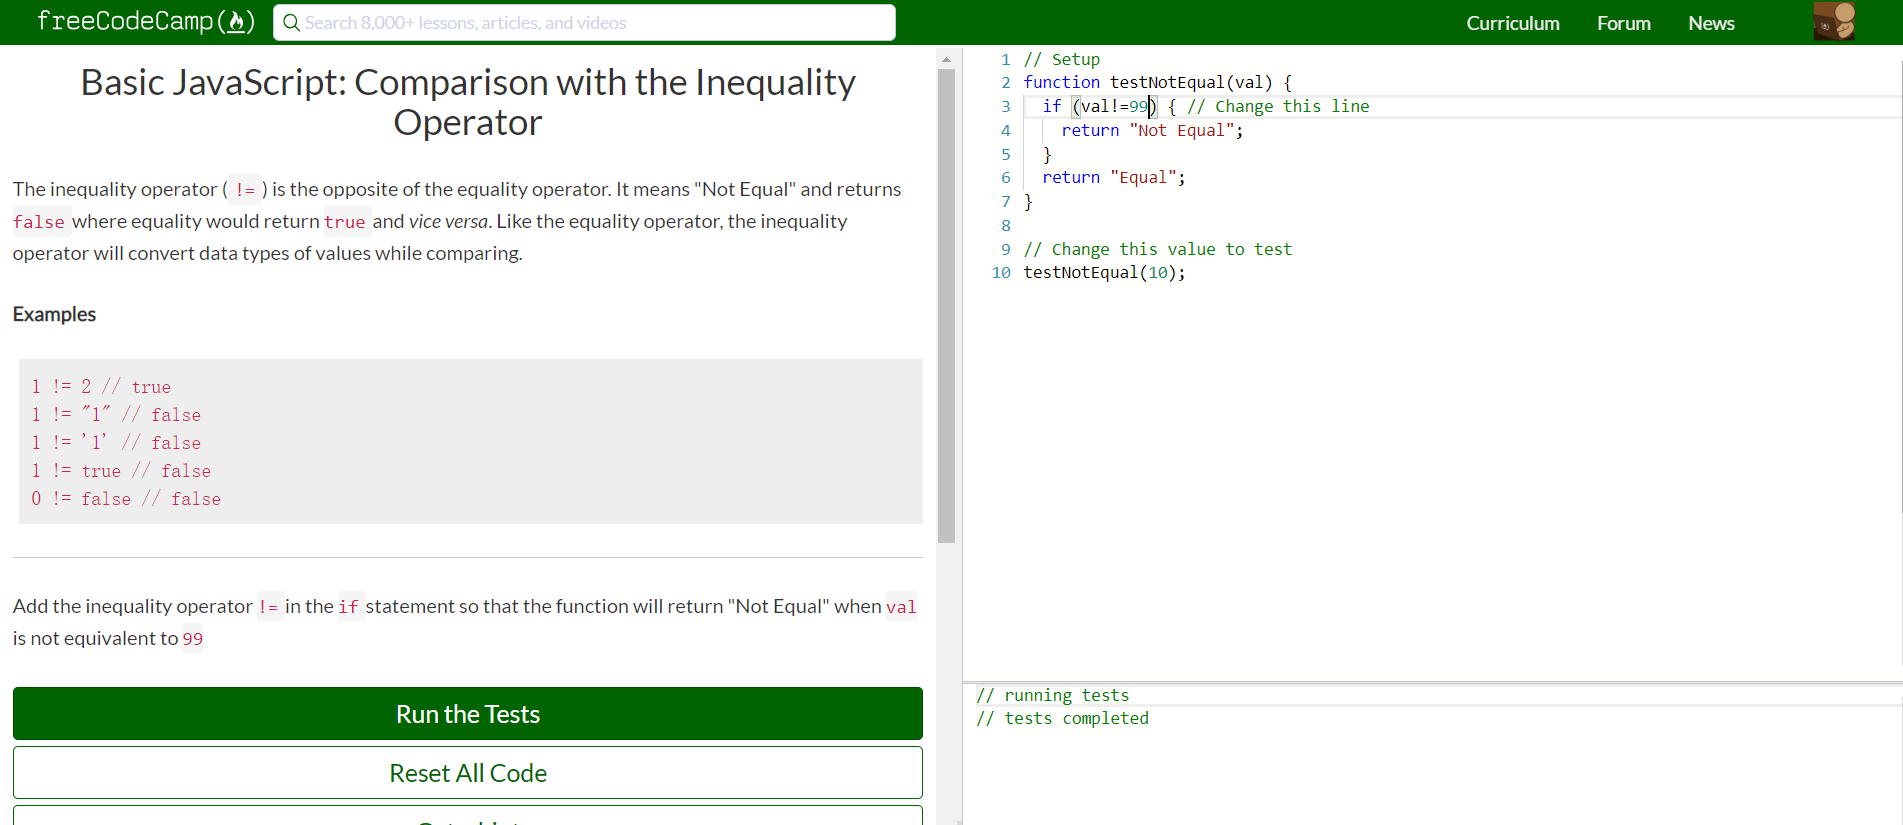 freeCodeCamp(🔥)
Search 8,000+ lessons, articles, and videos
Curriculum Forum News
Basic JavaScript: Comparison with the Inequality
Operator
The inequality operator ( != ) is the opposite of the equality operator. It means "Not Equal" and returns
false where equality would return true and vice versa. Like the equality operator, the inequality
operator will convert data types of values while comparing.
Examples
1 != 2 // true
1 != "1" // false
1 != '1' // false
1 != true // false
0 != false // false
Add the inequality operator != in the if statement so that the function will return "Not Equal" when val
is not equivalent to 99
Run the Tests
Reset All Code
1 // Setup
2 function testNotEqual(val) {
3 if (val!=99) { // Change this line
4 return "Not Equal";
5 }
6 return "Equal";
7 }
8
9 // Change this value to test
10 testNotEqual(10);
// running tests
// tests completed